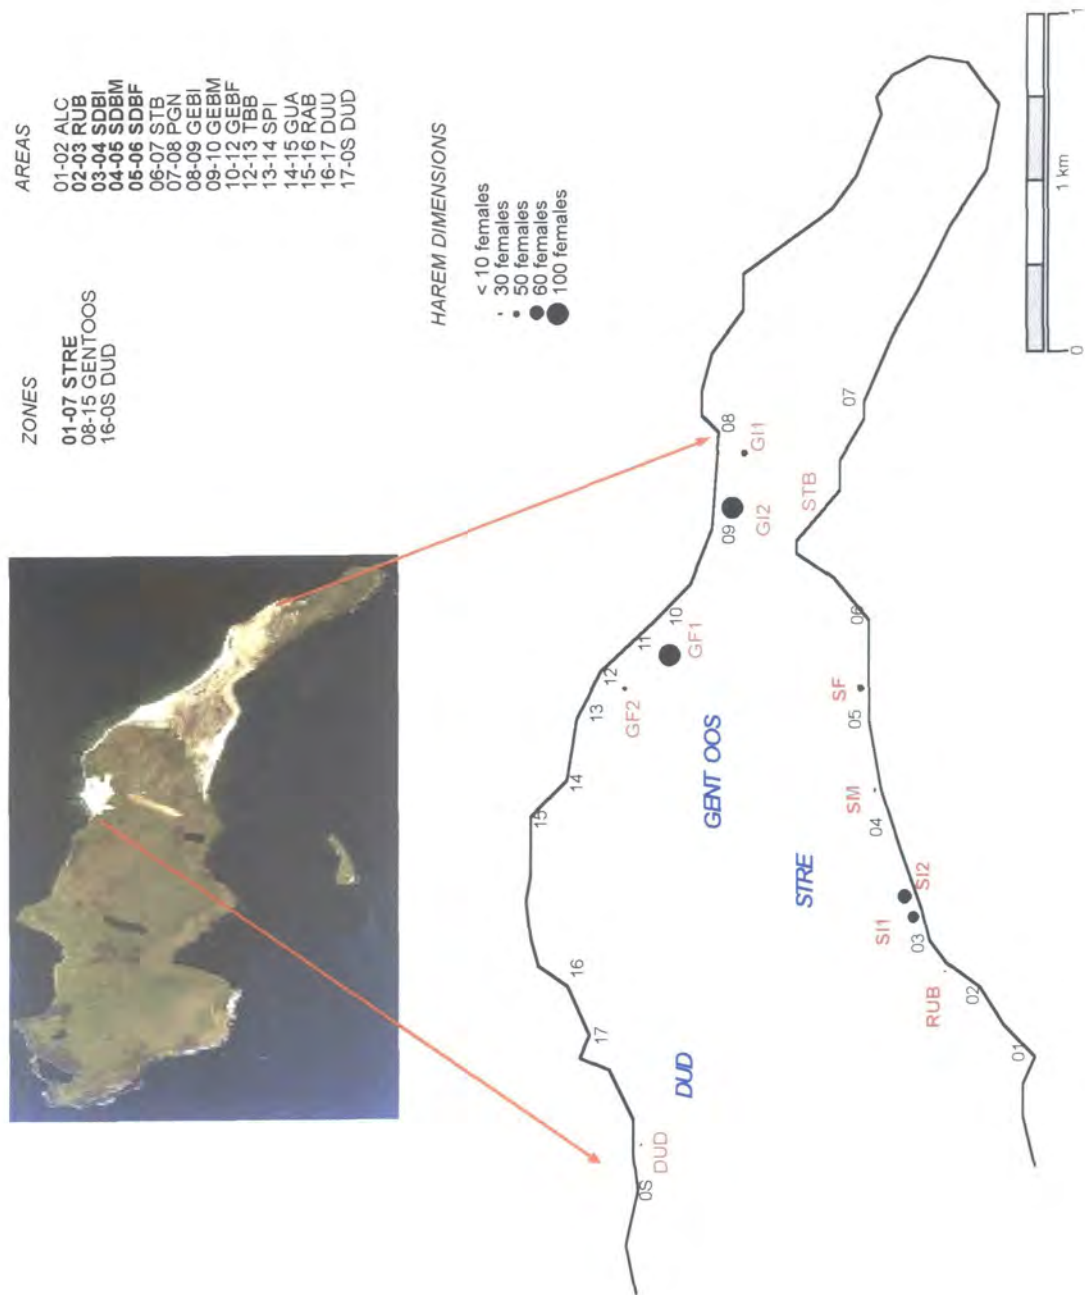 ZONES
01-07 STRE
08-15 GENTOOS
16-0S DUD
AREAS
01-02 ALC
02-03 RUB
03-04 SDBI
04-05 SDBM
05-06 SDBF
06-07 STB
07-08 PGN
08-09 GEBI
09-10 GEBM
10-12 GEBF
12-13 TBB
13-14 SPI
14-15 GUA
15-16 RAB
16-17 DUU
17-0S DUD
HAREM DIMENSIONS
< 10 females
30 females
50 females
60 females
100 females
0S
DUD
17
16
15
14
13
12
11
10
09
08
GF2
GF1
GI2
GI1
DUD
GENT OOS
STRE
STB
07
06
SF
05
SM
04
SI2
SI1
03
RUB
02
01
0
1 km
1